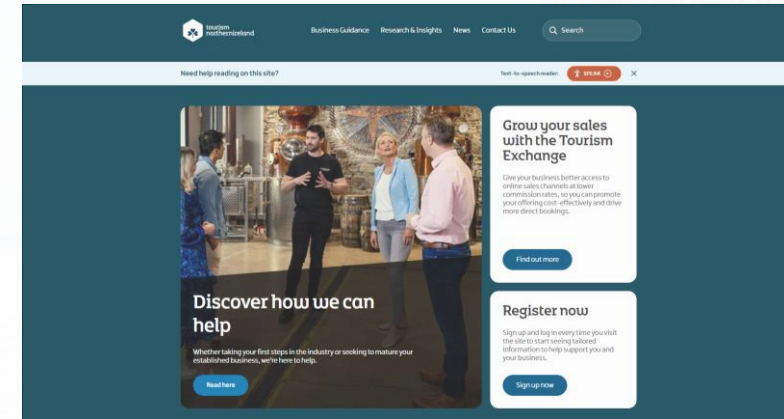 tourism
northernireland
Business Guidance Research & Insights News Contact Us Search
Need help reading on this site? Text-to-speech reader: SPEAK
Discover how we can
help
Whether taking your first steps in the industry or seeking to mature your
established business, we're here to help.
Read here
Grow your sales
with the Tourism
Exchange
Give your business better access to
online sales channels at lower
commission rates, so you can promote
your offering cost-effectively and drive
more direct bookings.
Find out more
Register now
Sign up and log in every time you visit
the site to start seeing tailored
information to help support you and
your business.
Sign up now